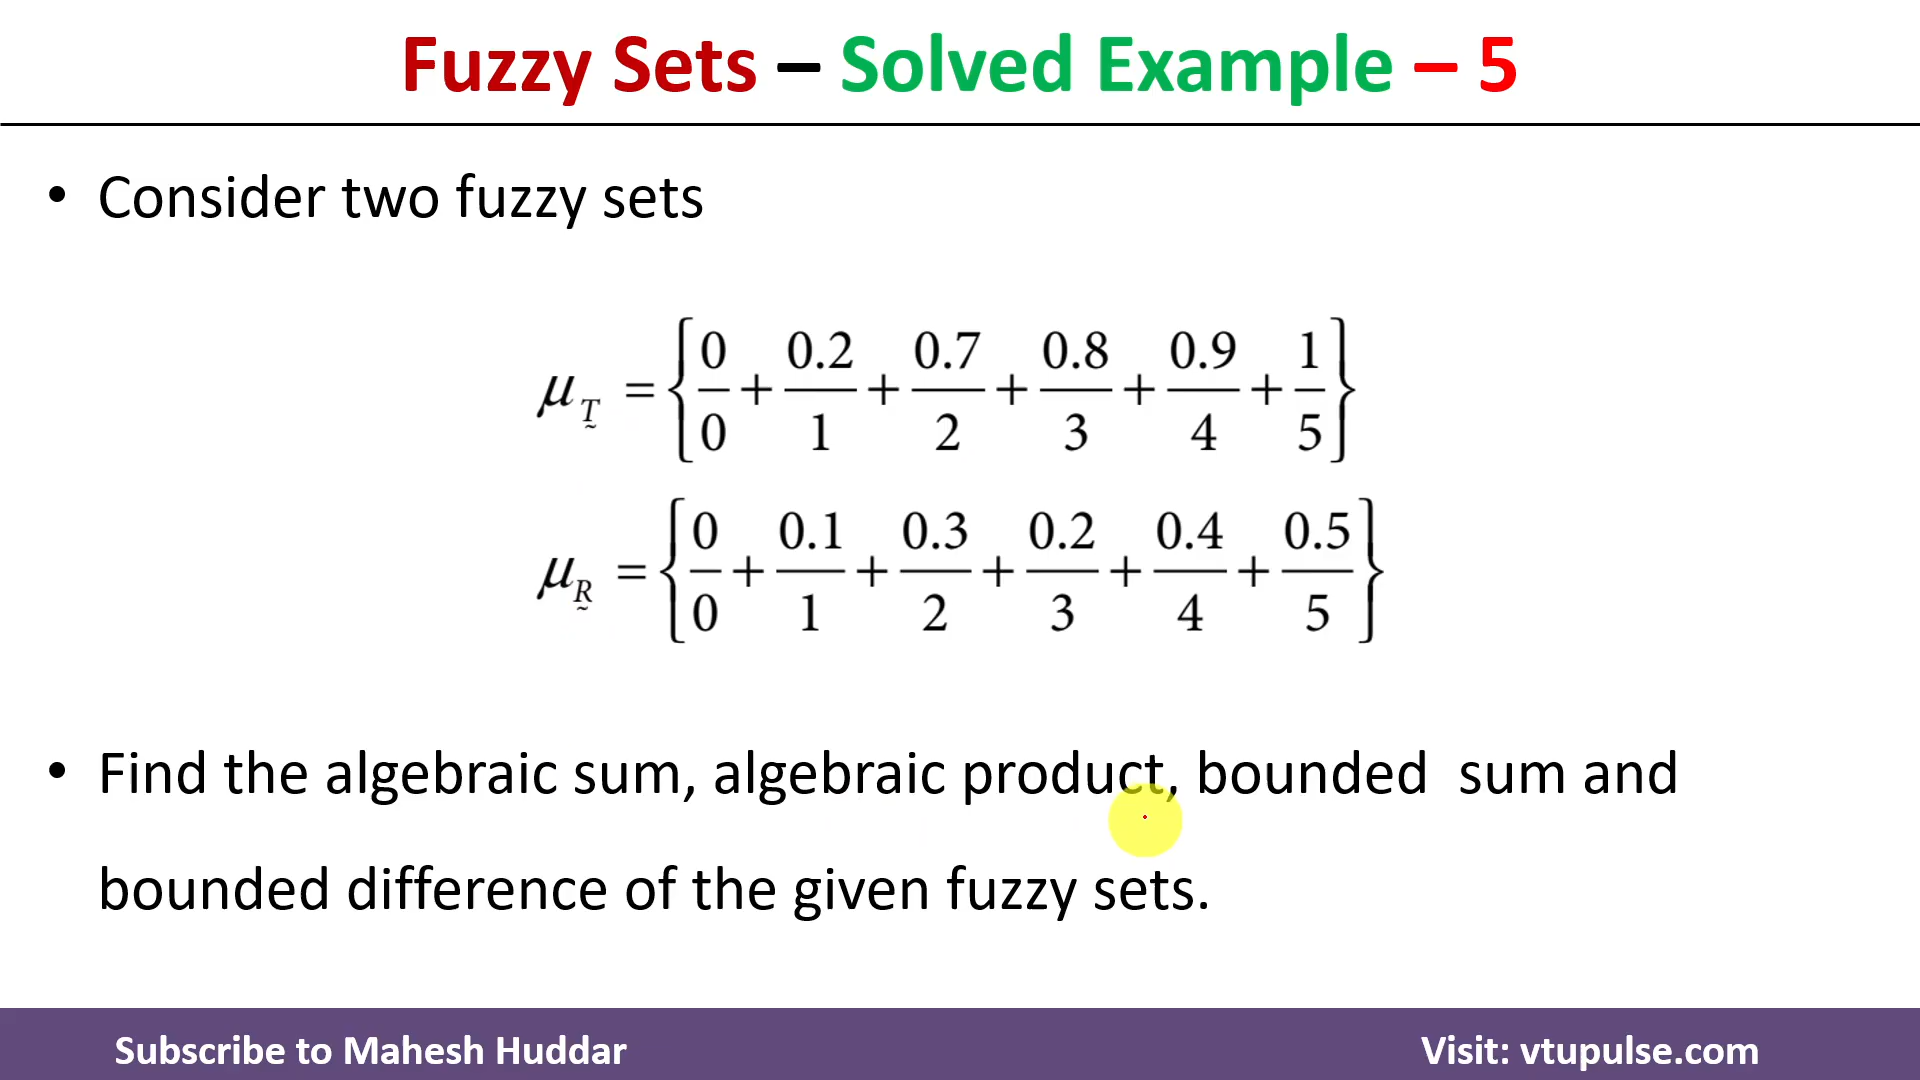 Fuzzy Sets – Solved Example – 5
• Consider two fuzzy sets
μ_T̰ = {0/0 + 0.2/1 + 0.7/2 + 0.8/3 + 0.9/4 + 1/5}
μ_R̰ = {0/0 + 0.1/1 + 0.3/2 + 0.2/3 + 0.4/4 + 0.5/5}
• Find the algebraic sum, algebraic product, bounded sum and
bounded difference of the given fuzzy sets.
Subscribe to Mahesh Huddar
Visit: vtupulse.com